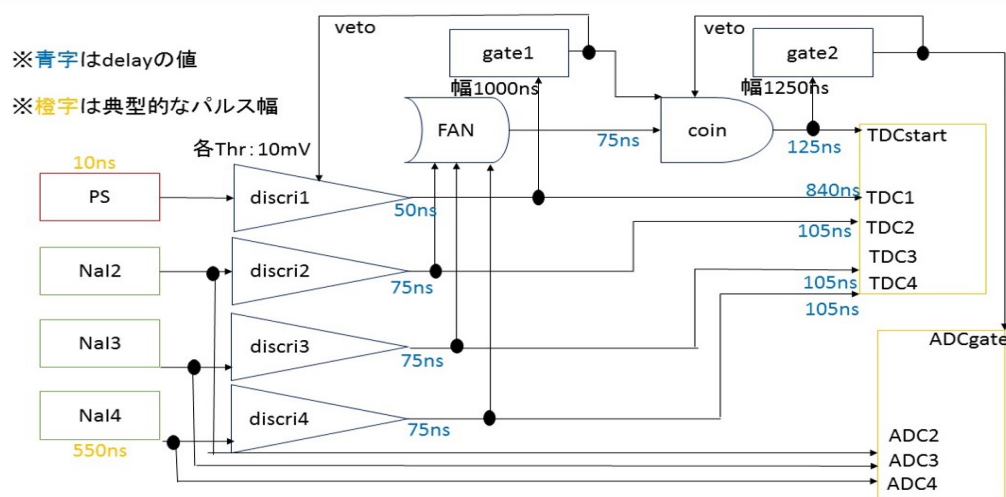 veto
veto
※青字はdelayの値
gate1
gate2
幅1000ns
幅1250ns
※橙字は典型的なパルス幅
FAN
75ns
coin
125ns
TDCstart
各Thr：10mV
10ns
PS
discri1
50ns
840ns
TDC1
105ns
TDC2
NaI2
discri2
75ns
TDC3
105ns
TDC4
105ns
NaI3
discri3
75ns
ADCgate
NaI4
discri4
75ns
550ns
ADC2
ADC3
ADC4